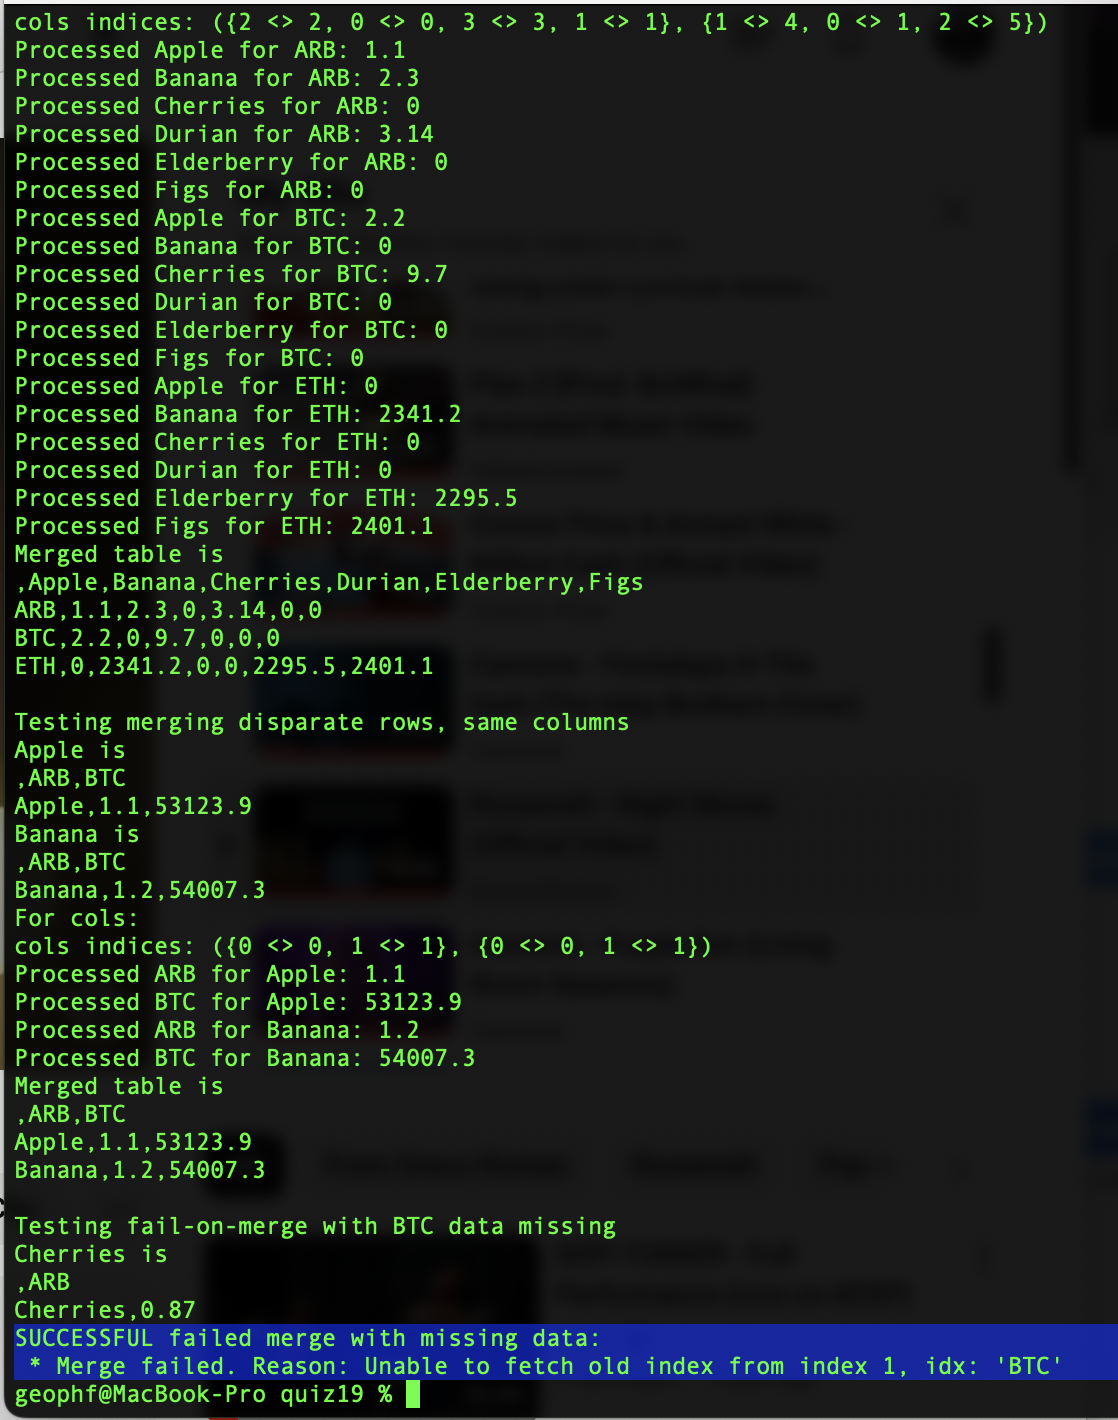 cols indices: ({2 <> 2, 0 <> 0, 3 <> 3, 1 <> 1}, {1 <> 4, 0 <> 1, 2 <> 5})
Processed Apple for ARB: 1.1
Processed Banana for ARB: 2.3
Processed Cherries for ARB: 0
Processed Durian for ARB: 3.14
Processed Elderberry for ARB: 0
Processed Figs for ARB: 0
Processed Apple for BTC: 2.2
Processed Banana for BTC: 0
Processed Cherries for BTC: 9.7
Processed Durian for BTC: 0
Processed Elderberry for BTC: 0
Processed Figs for BTC: 0
Processed Apple for ETH: 0
Processed Banana for ETH: 2341.2
Processed Cherries for ETH: 0
Processed Durian for ETH: 0
Processed Elderberry for ETH: 2295.5
Processed Figs for ETH: 2401.1
Merged table is
,Apple,Banana,Cherries,Durian,Elderberry,Figs
ARB,1.1,2.3,0,3.14,0,0
BTC,2.2,0,9.7,0,0,0
ETH,0,2341.2,0,0,2295.5,2401.1

Testing merging disparate rows, same columns
Apple is
,ARB,BTC
Apple,1.1,53123.9
Banana is
,ARB,BTC
Banana,1.2,54007.3
For cols:
cols indices: ({0 <> 0, 1 <> 1}, {0 <> 0, 1 <> 1})
Processed ARB for Apple: 1.1
Processed BTC for Apple: 53123.9
Processed ARB for Banana: 1.2
Processed BTC for Banana: 54007.3
Merged table is
,ARB,BTC
Apple,1.1,53123.9
Banana,1.2,54007.3

Testing fail-on-merge with BTC data missing
Cherries is
,ARB
Cherries,0.87
SUCCESSFUL failed merge with missing data:
 * Merge failed. Reason: Unable to fetch old index from index 1, idx: 'BTC'
geophf@MacBook-Pro quiz19 %